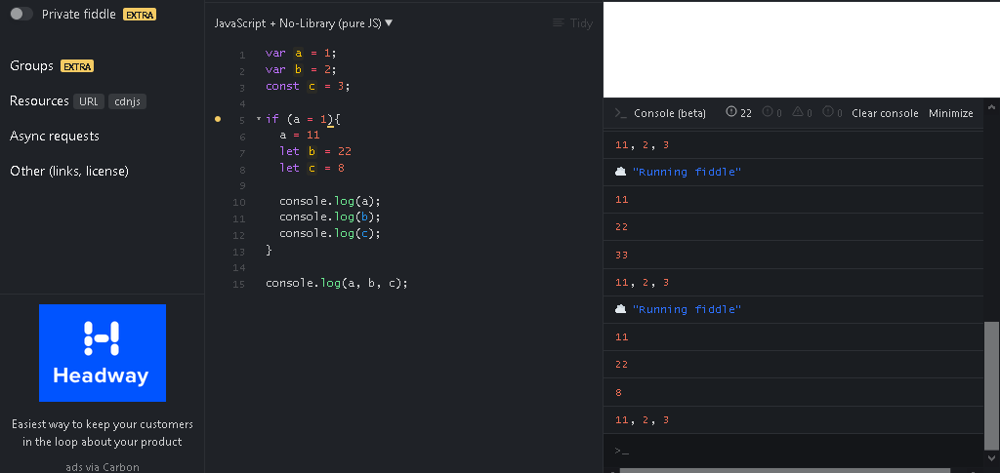 Private fiddle EXTRA
Groups EXTRA
Resources URL cdnjs
Async requests
Other (links, license)
Headway
Easiest way to keep your customers
in the loop about your product
ads via Carbon
JavaScript + No-Library (pure JS) ▼
Tidy
1 var a = 1;
2 var b = 2;
3 const c = 3;
4
5 if (a = 1){
6 a = 11
7 let b = 22
8 let c = 8
9
10 console.log(a);
11 console.log(b);
12 console.log(c);
13 }
14
15 console.log(a, b, c);
>_ Console (beta) 22 0 0 0 Clear console Minimize
11, 2, 3
"Running fiddle"
11
22
33
11, 2, 3
"Running fiddle"
11
22
8
11, 2, 3
>_